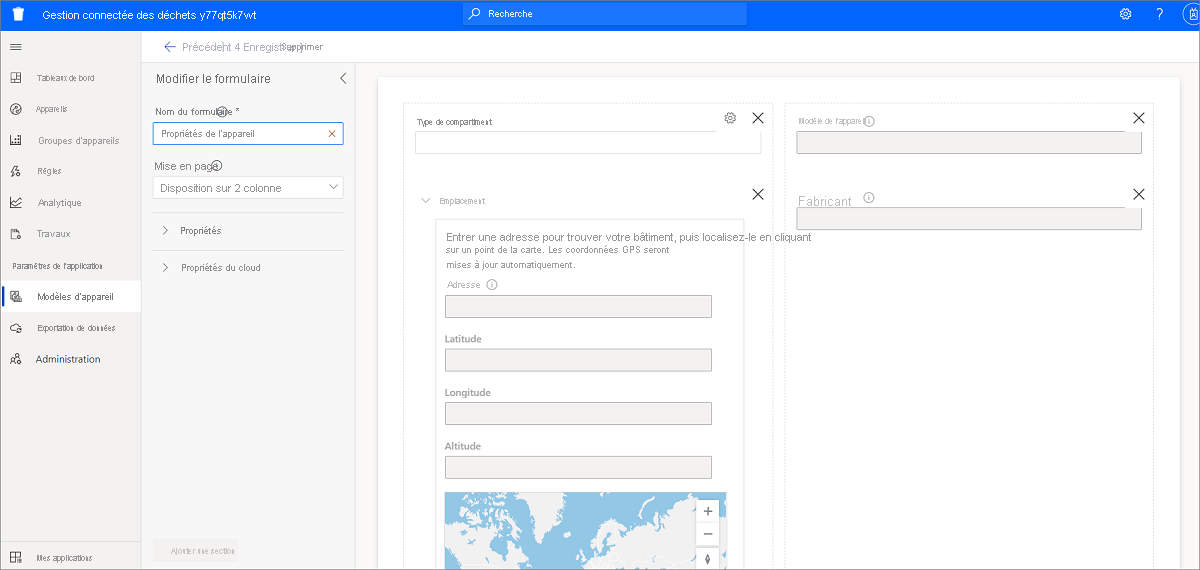 Gestion connectée des déchets y77qt5k7vvt
Recherche
Précédent 4 Enregistrer
Supprimer
Tableaux de bord
Appareils
Groupes d'appareils
Règles
Analytique
Travaux
Paramètres de l'application
Modèles d'appareil
Exportation de données
Administration
Mes applications
Modifier le formulaire
Nom du formulaire *
Propriétés de l'appareil
Mise en page
Disposition sur 2 colonne
Propriétés
Propriétés du cloud
Ajouter une section
Type de compartiment
Emplacement
Entrer une adresse pour trouver votre bâtiment, puis localisez-le en cliquant
sur un point de la carte. Les coordonnées GPS seront
mises à jour automatiquement.
Adresse
Latitude
Longitude
Altitude
Modèle de l'appareil
Fabricant